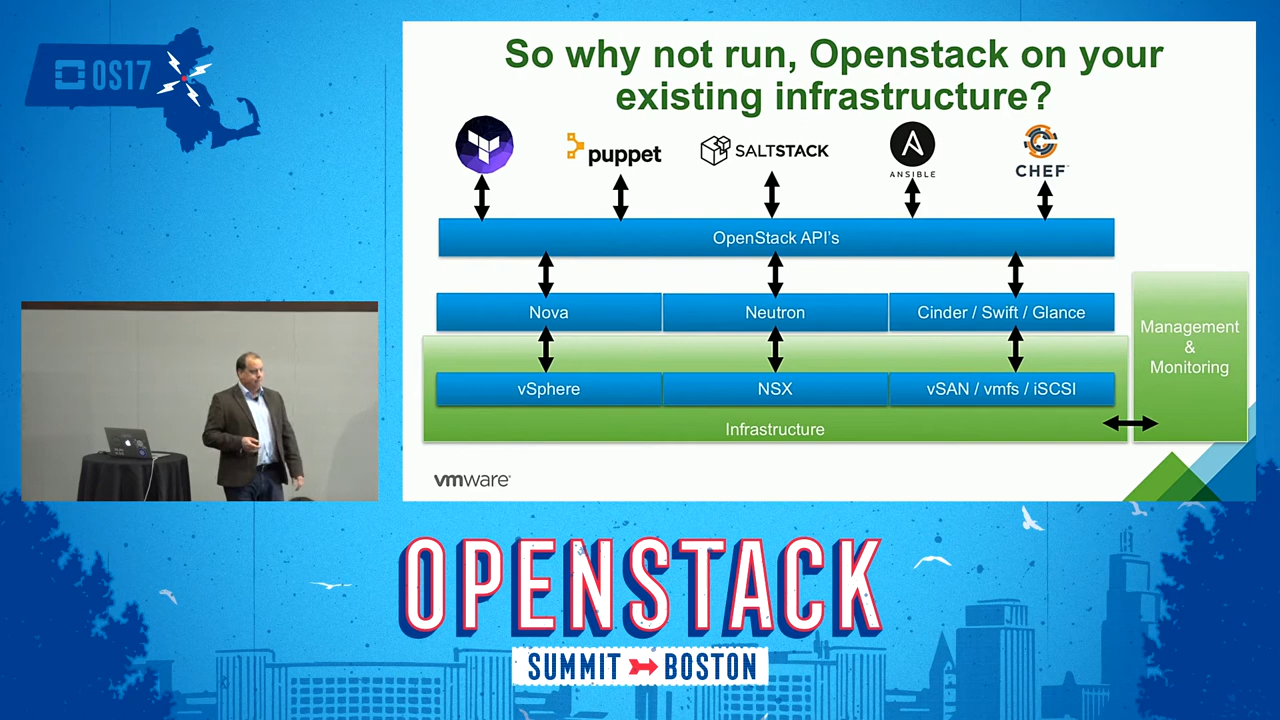 OS17
So why not run, Openstack on your
existing infrastructure?
puppet
SALTSTACK
ANSIBLE
CHEF
OpenStack API's
Nova
Neutron
Cinder / Swift / Glance
Management
&
Monitoring
vSphere
NSX
vSAN / vmfs / iSCSI
Infrastructure
vmware
OPENSTACK
SUMMIT BOSTON